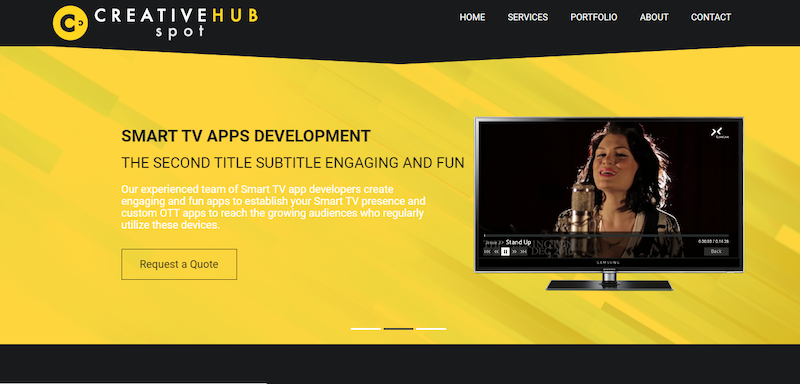 CREATIVEHUB
spot
HOME
SERVICES
PORTFOLIO
ABOUT
CONTACT
SMART TV APPS DEVELOPMENT
THE SECOND TITLE SUBTITLE ENGAGING AND FUN
Our experienced team of Smart TV app developers create
engaging and fun apps to establish your Smart TV presence and
custom OTT apps to reach the growing audiences who regularly
utilize these devices.
Request a Quote
Jessie J >> Stand Up
0:00:00 / 0:14:28
Back
SAMSUNG